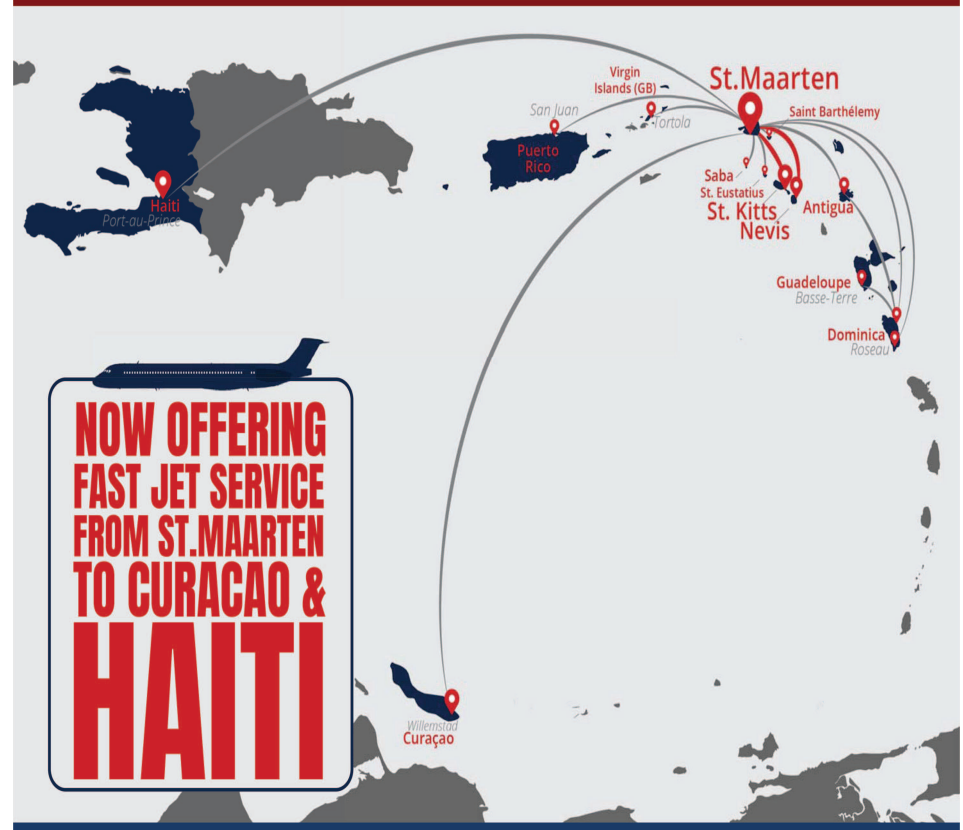 Virgin
Islands (GB)
St.Maarten
San Juan
Tortola
Saint Barthélemy
Puerto
Rico
Saba
St. Eustatius
St. Kitts
Nevis
Antigua
Haiti
Port-au-Prince
Guadeloupe
Basse-Terre
Dominica
Roseau
NOW OFFERING
FAST JET SERVICE
FROM ST.MAARTEN
TO CURACAO &
HAITI
Willemstad
Curaçao